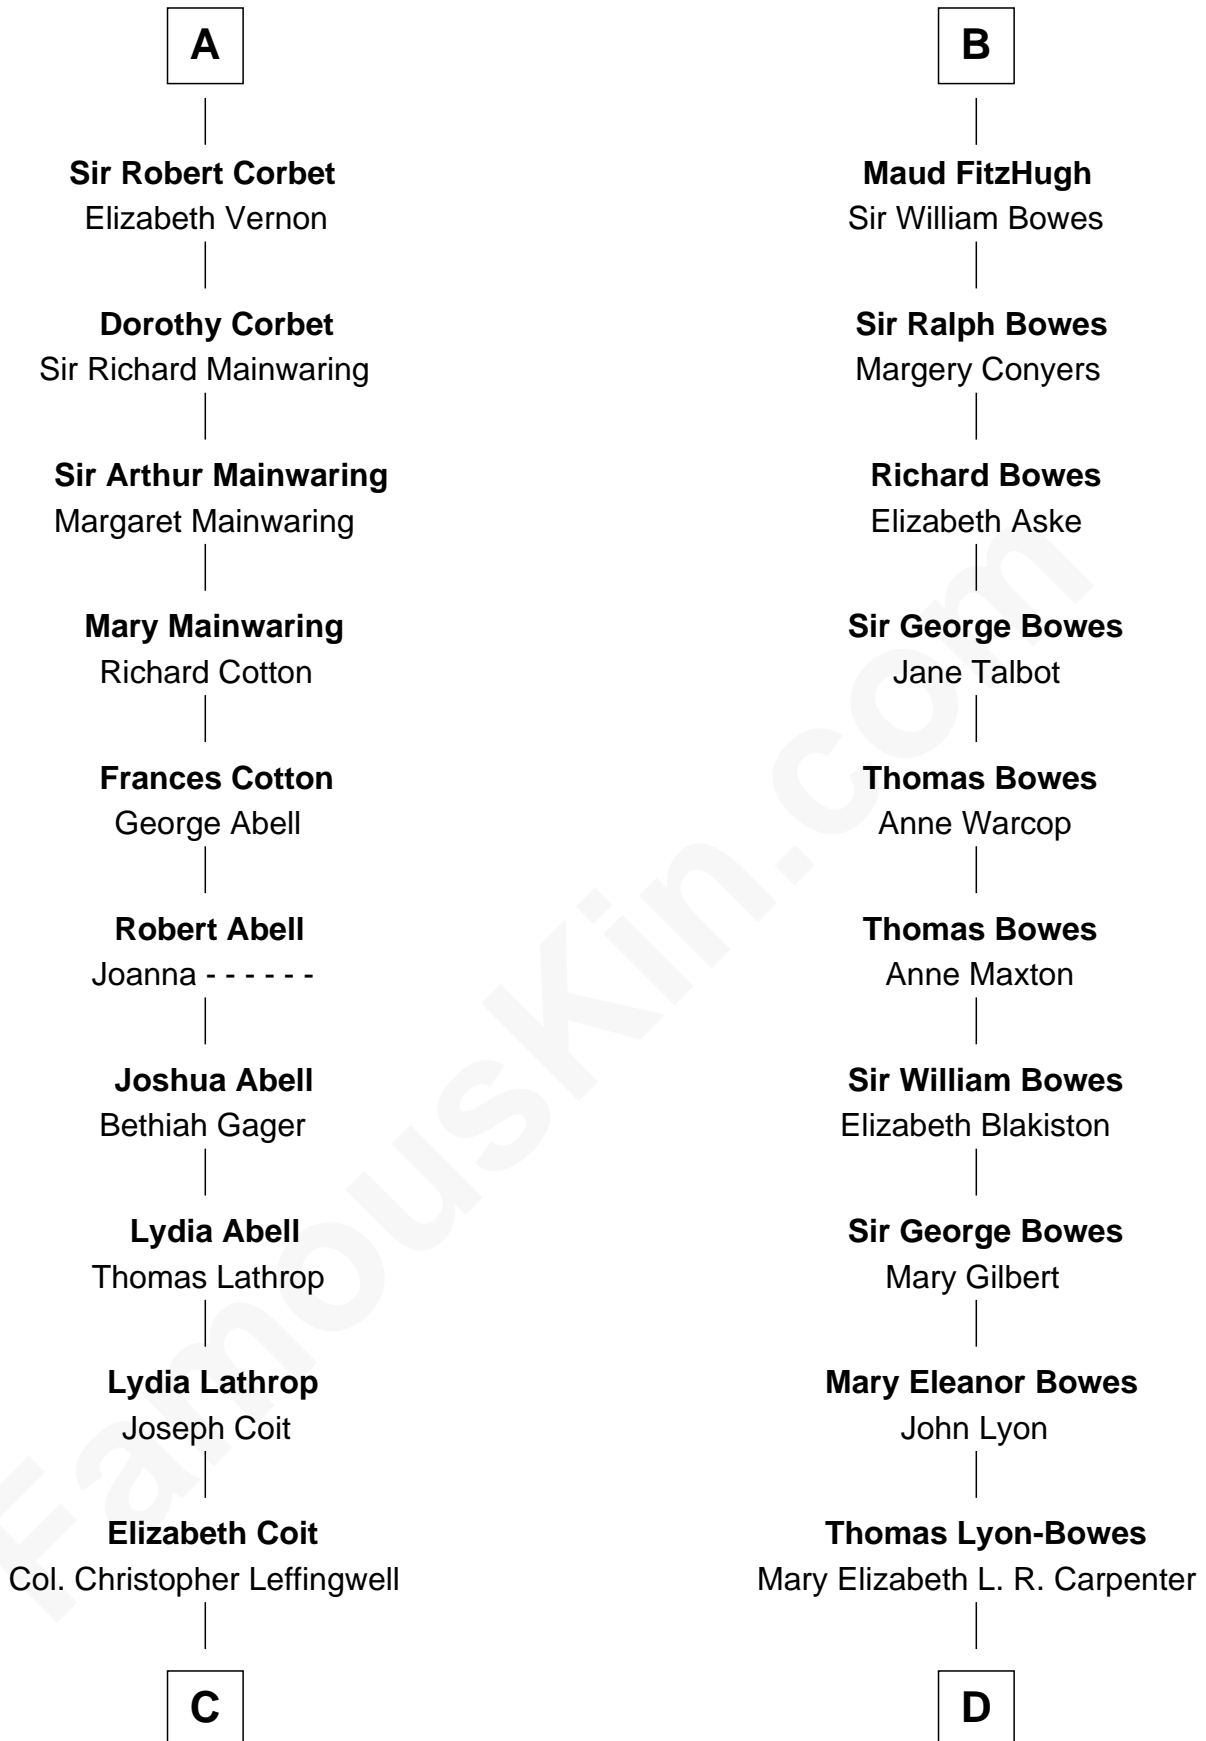 A
Sir Robert Corbet
Elizabeth Vernon
Dorothy Corbet
Sir Richard Mainwaring
Sir Arthur Mainwaring
Margaret Mainwaring
Mary Mainwaring
Richard Cotton
Frances Cotton
George Abell
Robert Abell
Joanna - - - - - -
Joshua Abell
Bethiah Gager
Lydia Abell
Thomas Lathrop
Lydia Lathrop
Joseph Coit
Elizabeth Coit
Col. Christopher Leffingwell
C
B
Maud FitzHugh
Sir William Bowes
Sir Ralph Bowes
Margery Conyers
Richard Bowes
Elizabeth Aske
Sir George Bowes
Jane Talbot
Thomas Bowes
Anne Warcop
Thomas Bowes
Anne Maxton
Sir William Bowes
Elizabeth Blakiston
Sir George Bowes
Mary Gilbert
Mary Eleanor Bowes
John Lyon
Thomas Lyon-Bowes
Mary Elizabeth L. R. Carpenter
D
FamousKin.com